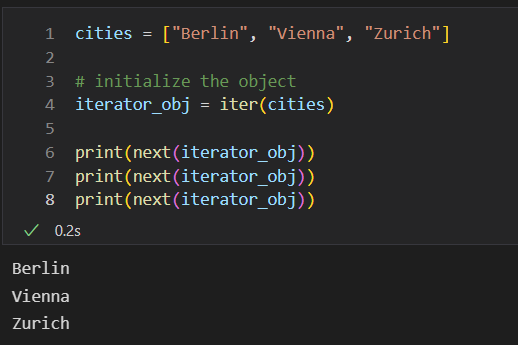 1 cities = ["Berlin", "Vienna", "Zurich"]
2
3 # initialize the object
4 iterator_obj = iter(cities)
5
6 print(next(iterator_obj))
7 print(next(iterator_obj))
8 print(next(iterator_obj))
0.2s
Berlin
Vienna
Zurich